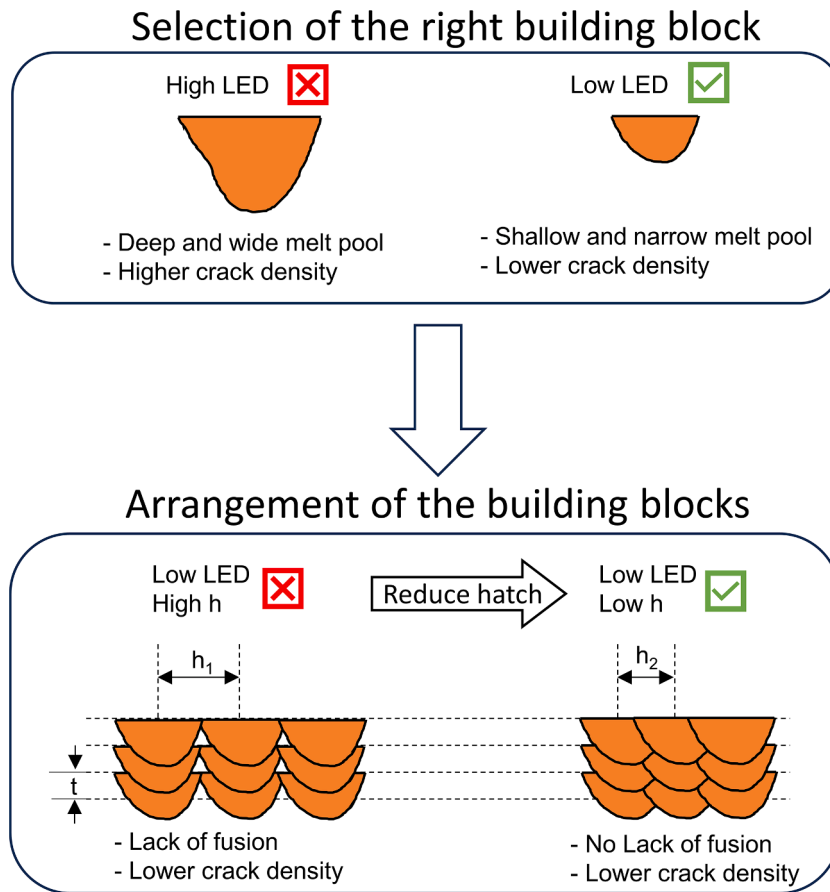 Selection of the right building block
High LED
Low LED
- Deep and wide melt pool
- Higher crack density
- Shallow and narrow melt pool
- Lower crack density
Arrangement of the building blocks
Low LED
High h
Reduce hatch
Low LED
Low h
h₁
h₂
t
- Lack of fusion
- Lower crack density
- No Lack of fusion
- Lower crack density